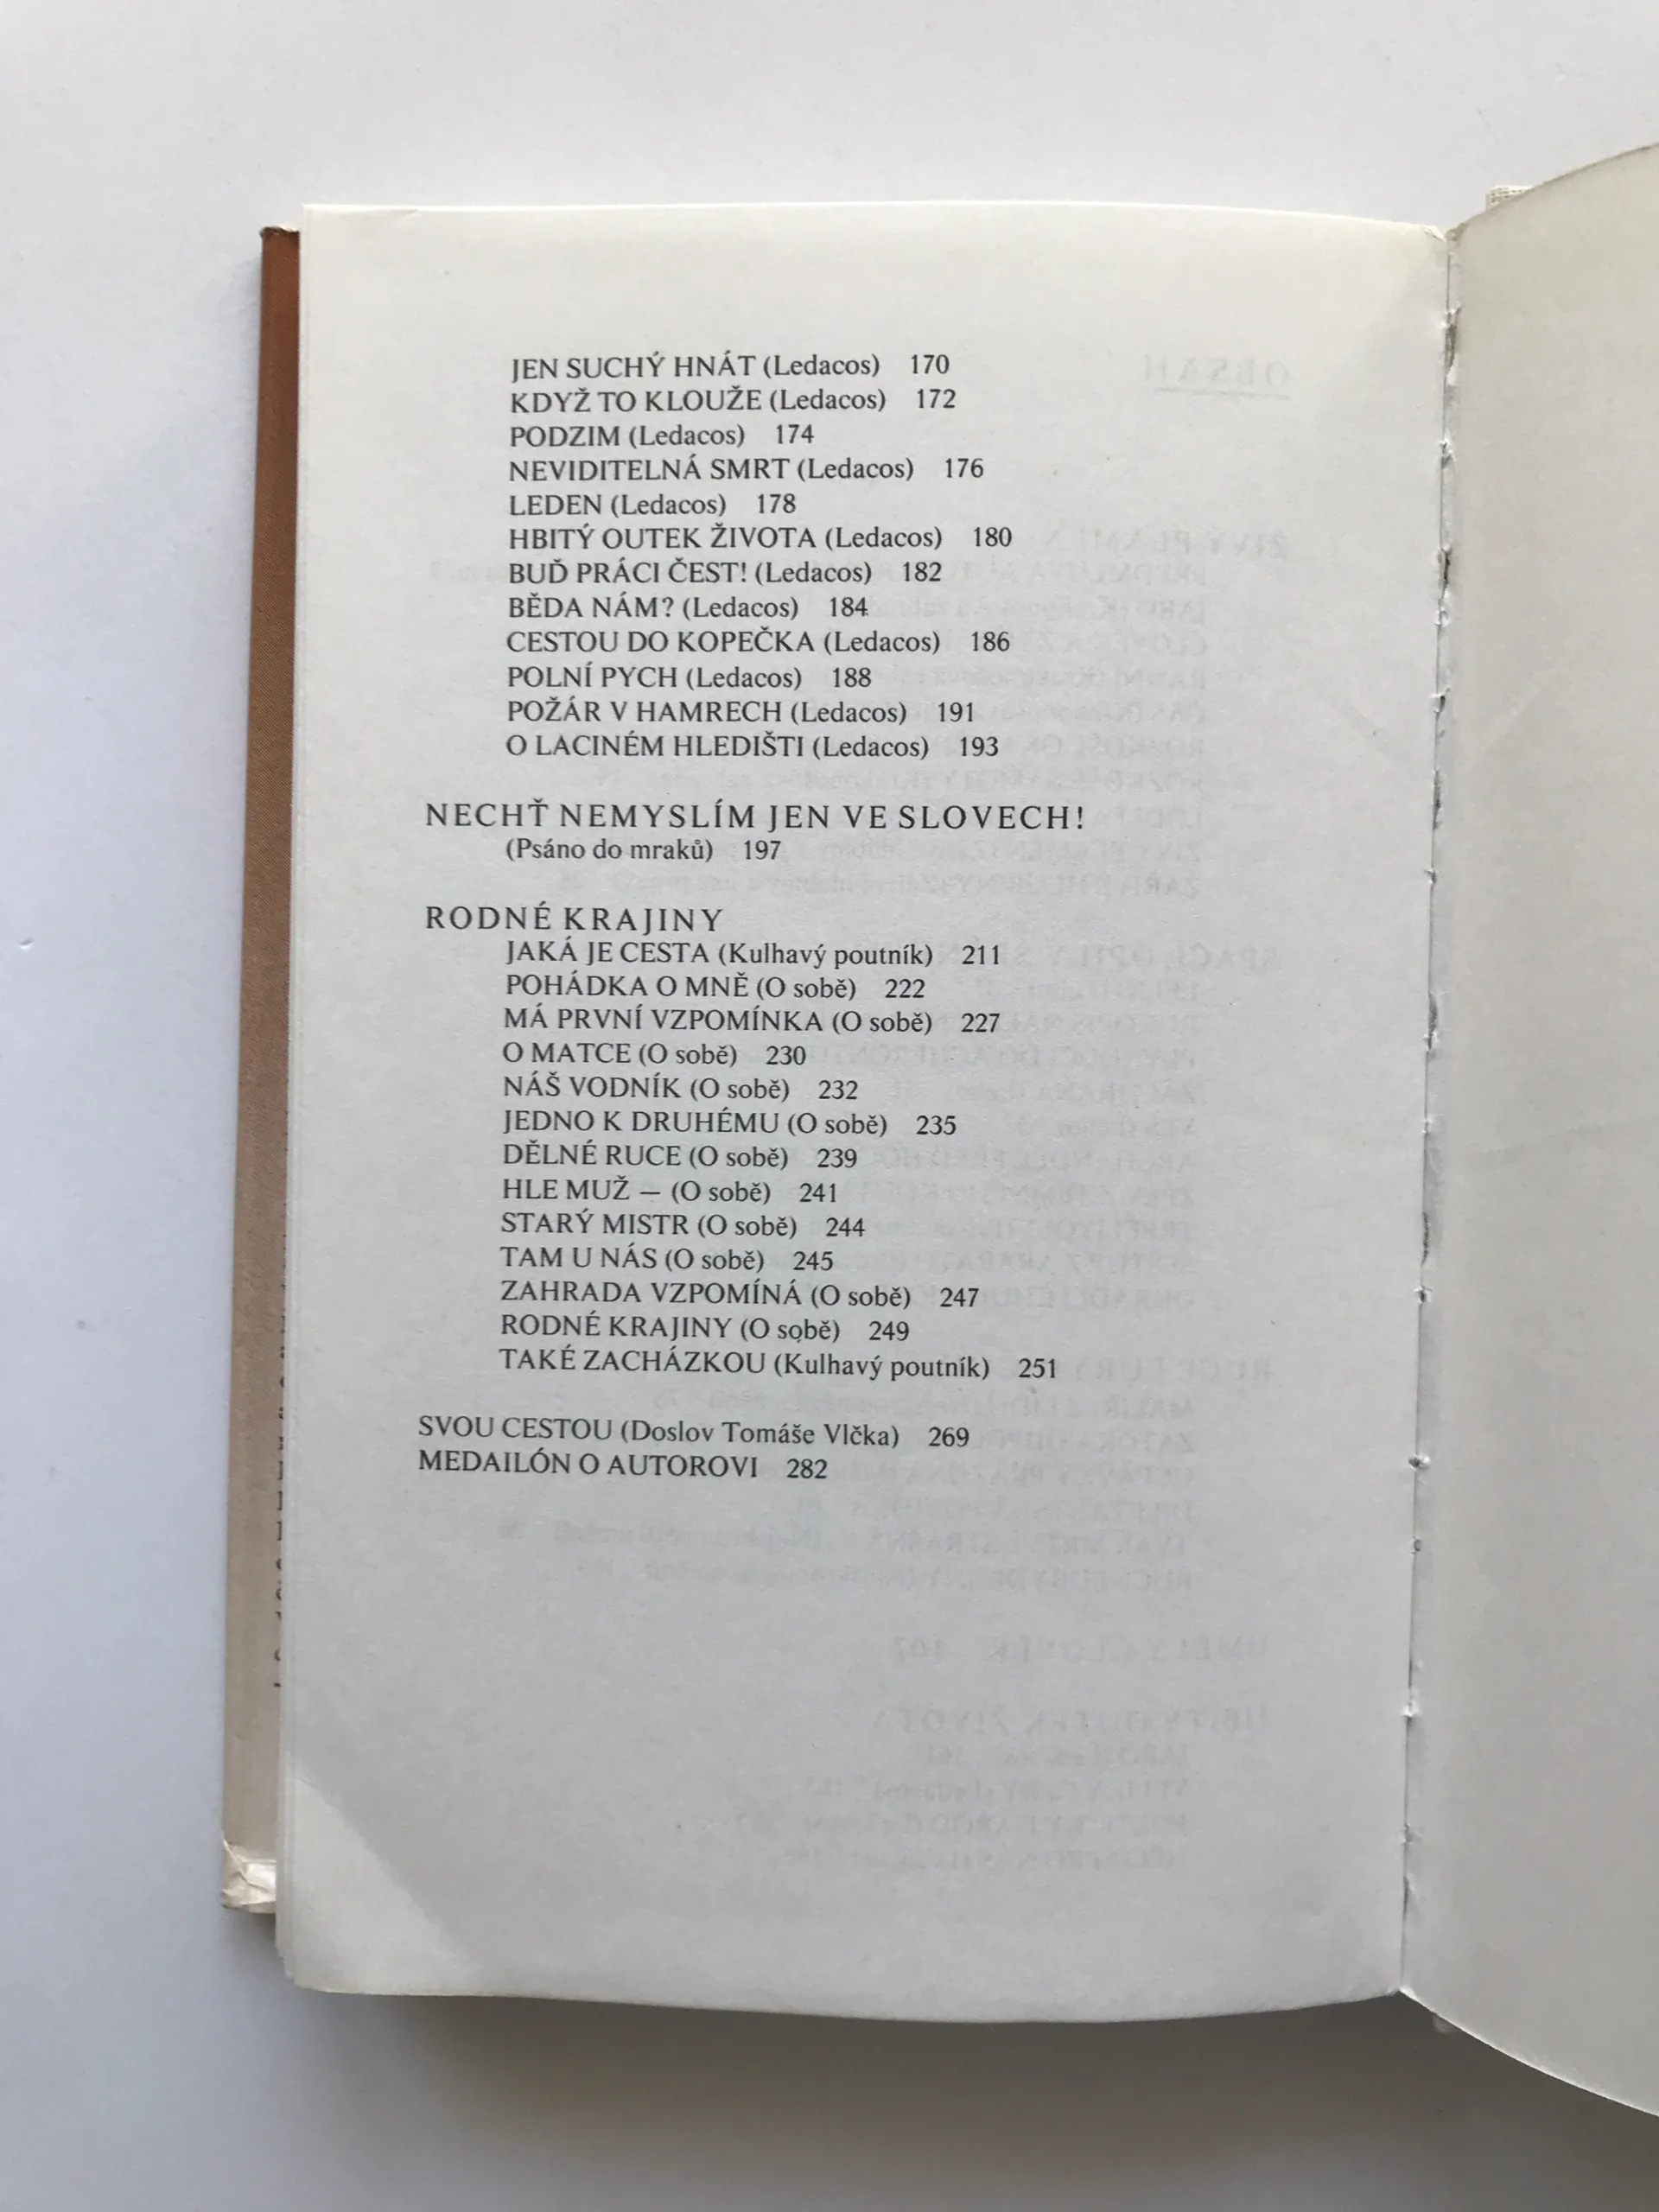 JEN SUCHÝ HNÁT (Ledacos) 170
KDYŽ TO KLOUŽE (Ledacos) 172
PODZIM (Ledacos) 174
NEVIDITELNÁ SMRT (Ledacos) 176
LEDEN (Ledacos) 178
HBITÝ OUTEK ŽIVOTA (Ledacos) 180
BUĎ PRÁCI ČEST! (Ledacos) 182
BĚDA NÁM? (Ledacos) 184
CESTOU DO KOPEČKA (Ledacos) 186
POLNÍ PYCH (Ledacos) 188
POŽÁR V HAMRECH (Ledacos) 191
O LACINÉM HLEDIŠTI (Ledacos) 193
NECHŤ NEMYSLÍM JEN VE SLOVECH!
(Psáno do mraků) 197
RODNÉ KRAJINY
JAKÁ JE CESTA (Kulhavý poutník) 211
POHÁDKA O MNĚ (O sobě) 222
MÁ PRVNÍ VZPOMÍNKA (O sobě) 227
O MATCE (O sobě) 230
NÁŠ VODNÍK (O sobě) 232
JEDNO K DRUHÉMU (O sobě) 235
DĚLNÉ RUCE (O sobě) 239
HLE MUŽ — (O sobě) 241
STARÝ MISTR (O sobě) 244
TAM U NÁS (O sobě) 245
ZAHRADA VZPOMÍNÁ (O sobě) 247
RODNÉ KRAJINY (O sobě) 249
TAKÉ ZACHÁZKOU (Kulhavý poutník) 251
SVOU CESTOU (Doslov Tomáše Vlčka) 269
MEDAILÓN O AUTOROVI 282